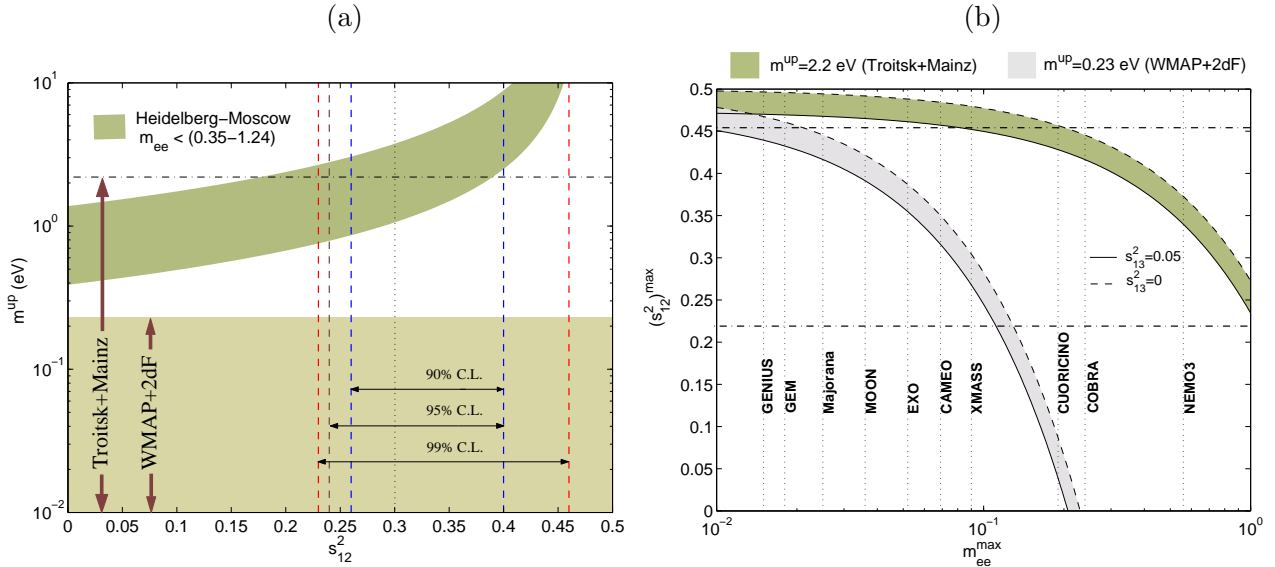 (a)
10^1
10^0
10^−1
10^−2
m^up (eV)
Heidelberg−Moscow
m_ee < (0.35−1.24)
Troitsk+Mainz
WMAP+2dF
90% C.L.
95% C.L.
99% C.L.
0 0.05 0.1 0.15 0.2 0.25 0.3 0.35 0.4 0.45 0.5
s^2_12
(b)
m^up=2.2 eV (Troitsk+Mainz)
m^up=0.23 eV (WMAP+2dF)
0.5
0.45
0.4
0.35
0.3
0.25
0.2
0.15
0.1
0.05
0
(s^2_12)^max
s^2_13=0.05
s^2_13=0
GENIUS
GEM
Majorana
MOON
EXO
CAMEO
XMASS
CUORICINO
COBRA
NEMO3
10^−2 10^−1 10^0
m_ee^max